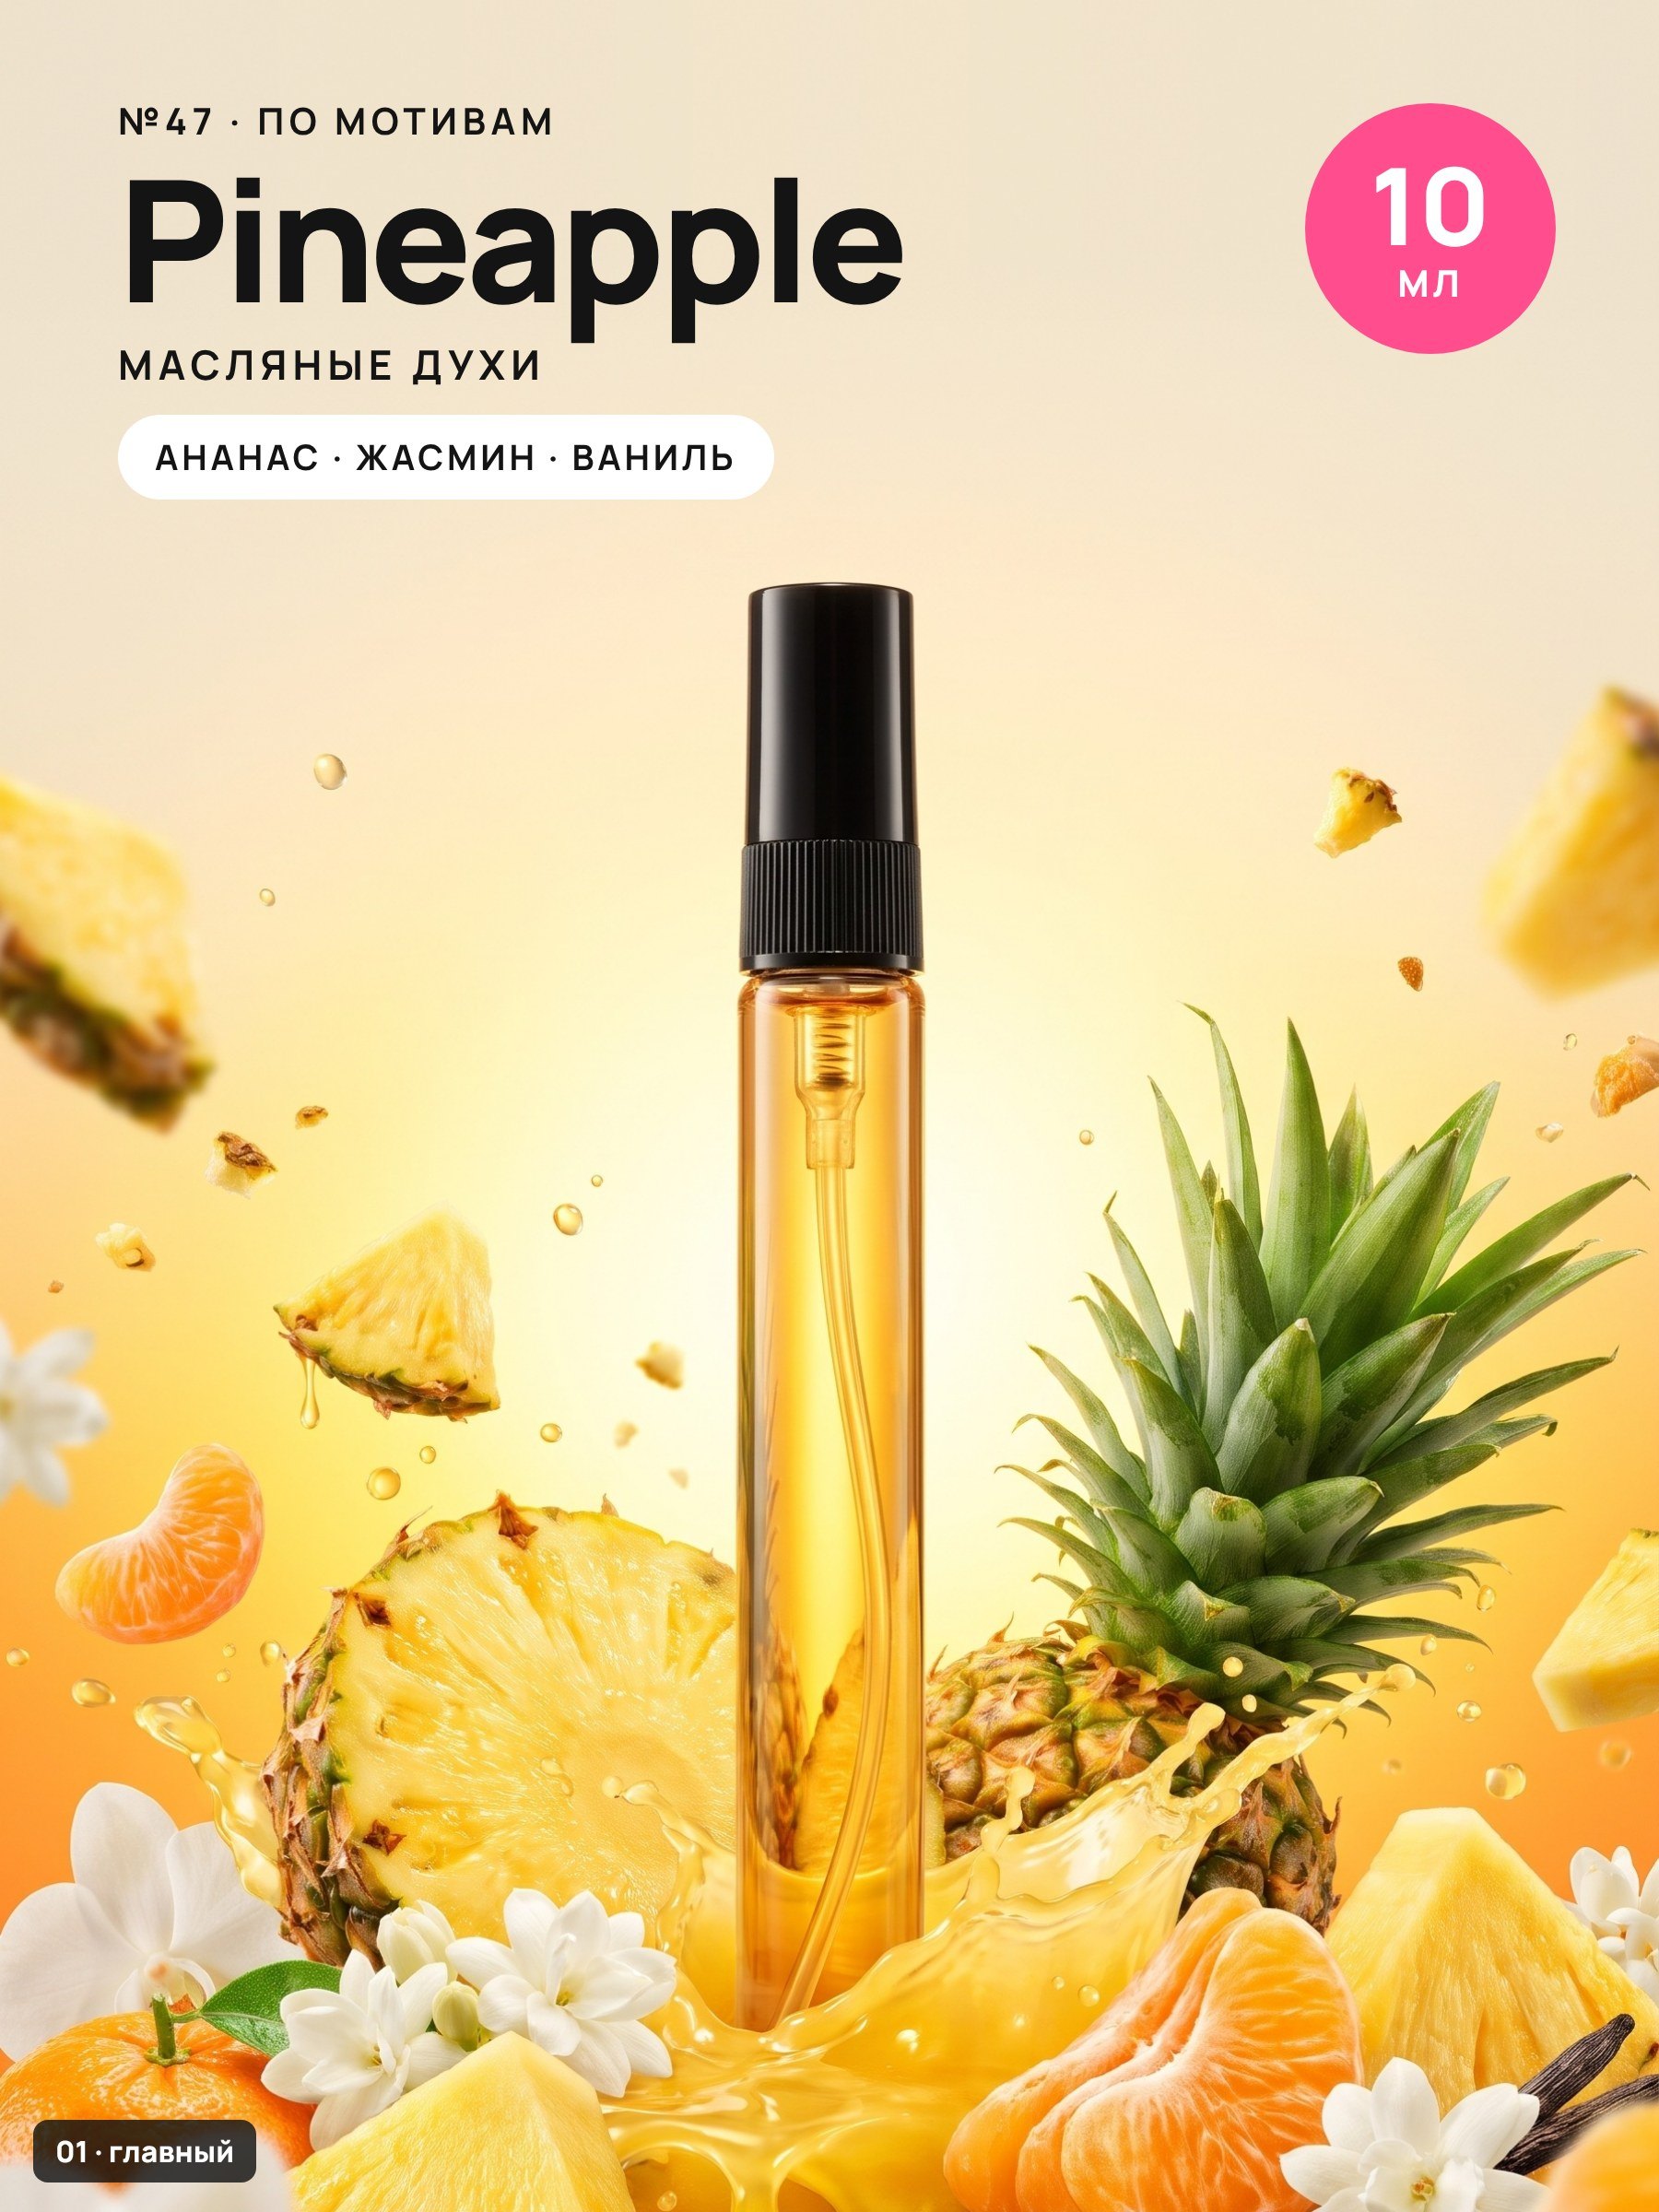 №47 · ПО МОТИВАМ
Pineapple
МАСЛЯНЫЕ ДУХИ
АНАНАС · ЖАСМИН · ВАНИЛЬ
10
МЛ
01 · главный